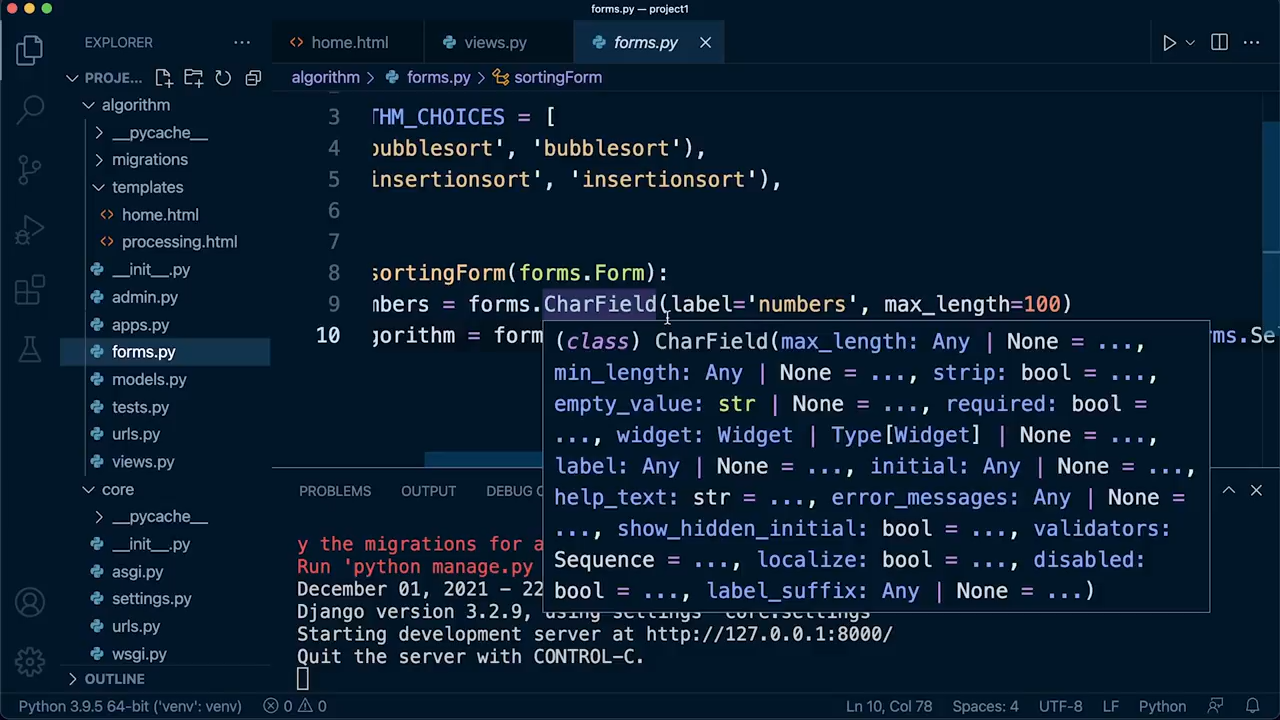 forms.py — project1
EXPLORER
home.html
views.py
forms.py
PROJE...
algorithm > forms.py > sortingForm
algorithm
__pycache__
migrations
templates
home.html
processing.html
__init__.py
admin.py
apps.py
forms.py
models.py
tests.py
urls.py
views.py
core
__pycache__
__init__.py
asgi.py
settings.py
urls.py
wsgi.py
OUTLINE
3 THM_CHOICES = [
4 bubblesort', 'bubblesort'),
5 insertionsort', 'insertionsort'),
6
7
8 sortingForm(forms.Form):
9 mbers = forms.CharField(label='numbers', max_length=100)
10 gorithm = form
rms.Se
(class) CharField(max_length: Any | None = ...,
min_length: Any | None = ..., strip: bool = ...,
empty_value: str | None = ..., required: bool =
..., widget: Widget | Type[Widget] | None = ...,
label: Any | None = ..., initial: Any | None = ...,
help_text: str = ..., error_messages: Any | None =
..., show_hidden_initial: bool = ..., validators:
Sequence = ..., localize: bool = ..., disabled:
bool = ..., label_suffix: Any | None = ...)
PROBLEMS OUTPUT DEBUG C
y the migrations for a
Run 'python manage.py
December 01, 2021 - 22
Django version 3.2.9, using settings 'core.settings'
Starting development server at http://127.0.0.1:8000/
Quit the server with CONTROL-C.
Python 3.9.5 64-bit ('venv': venv) 0 0 Ln 10, Col 78 Spaces: 4 UTF-8 LF Python